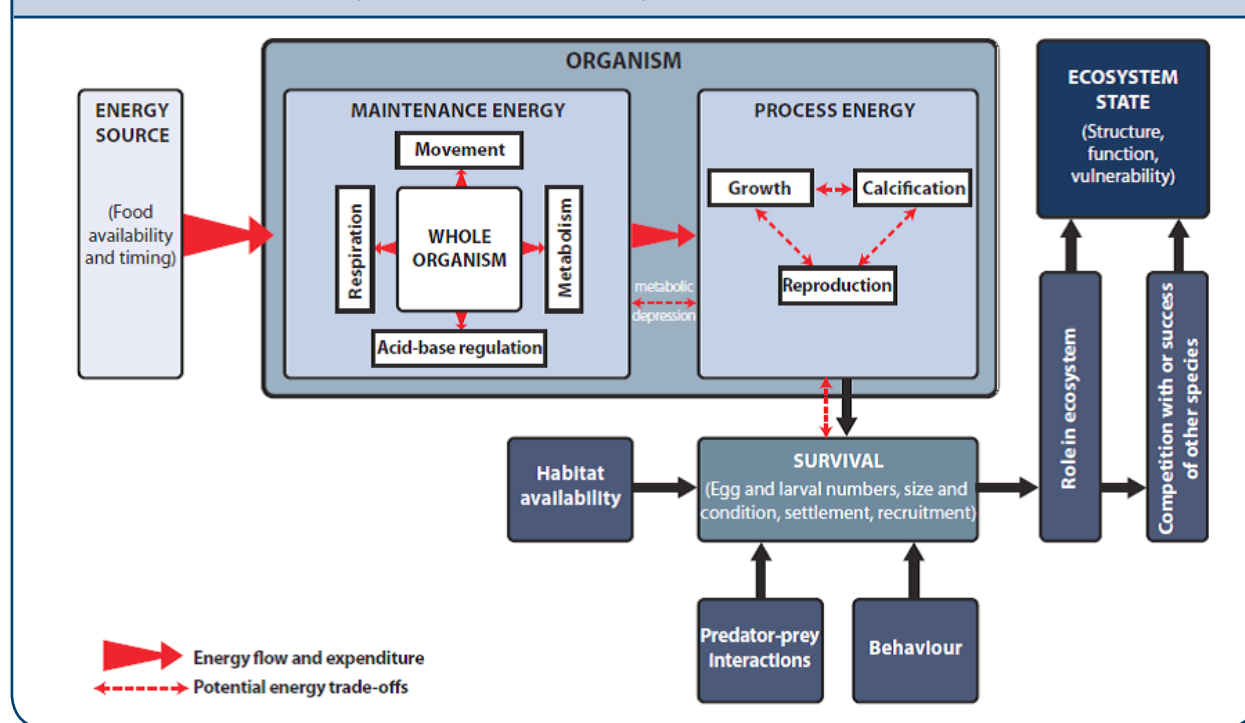 ORGANISM
ENERGY
SOURCE
(Food
availability
and timing)
MAINTENANCE ENERGY
Movement
Respiration
WHOLE
ORGANISM
Metabolism
Acid-base regulation
metabolic
depression
PROCESS ENERGY
Growth
Calcification
Reproduction
ECOSYSTEM
STATE
(Structure,
function,
vulnerability)
Habitat
availability
SURVIVAL
(Egg and larval numbers, size and
condition, settlement, recruitment)
Role in ecosystem
Competition with or success
of other species
Predator-prey
interactions
Behaviour
Energy flow and expenditure
Potential energy trade-offs